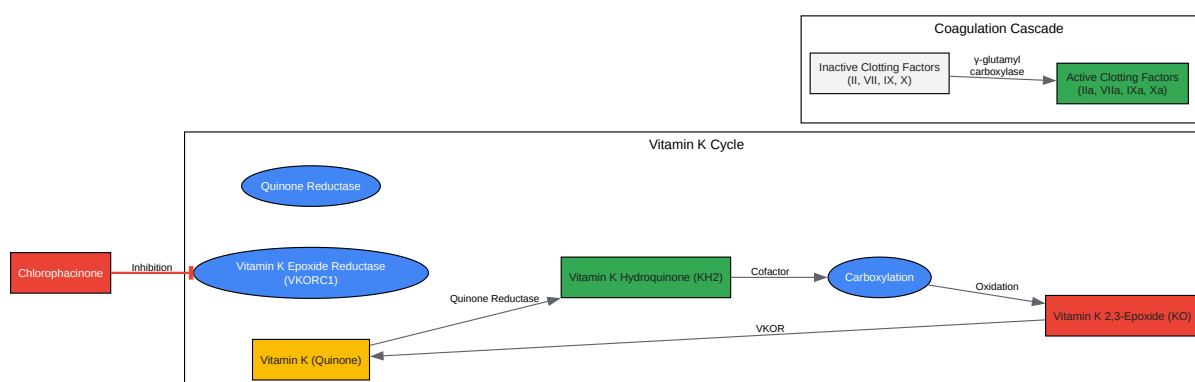 Coagulation Cascade
Inactive Clotting Factors
(II, VII, IX, X)
γ-glutamyl
carboxylase
Active Clotting Factors
(IIa, VIIa, IXa, Xa)
Vitamin K Cycle
Quinone Reductase
Chlorophacinone
Inhibition
Vitamin K Epoxide Reductase
(VKORC1)
Quinone Reductase
Vitamin K Hydroquinone (KH2)
Cofactor
Carboxylation
Oxidation
Vitamin K 2,3-Epoxide (KO)
VKOR
Vitamin K (Quinone)